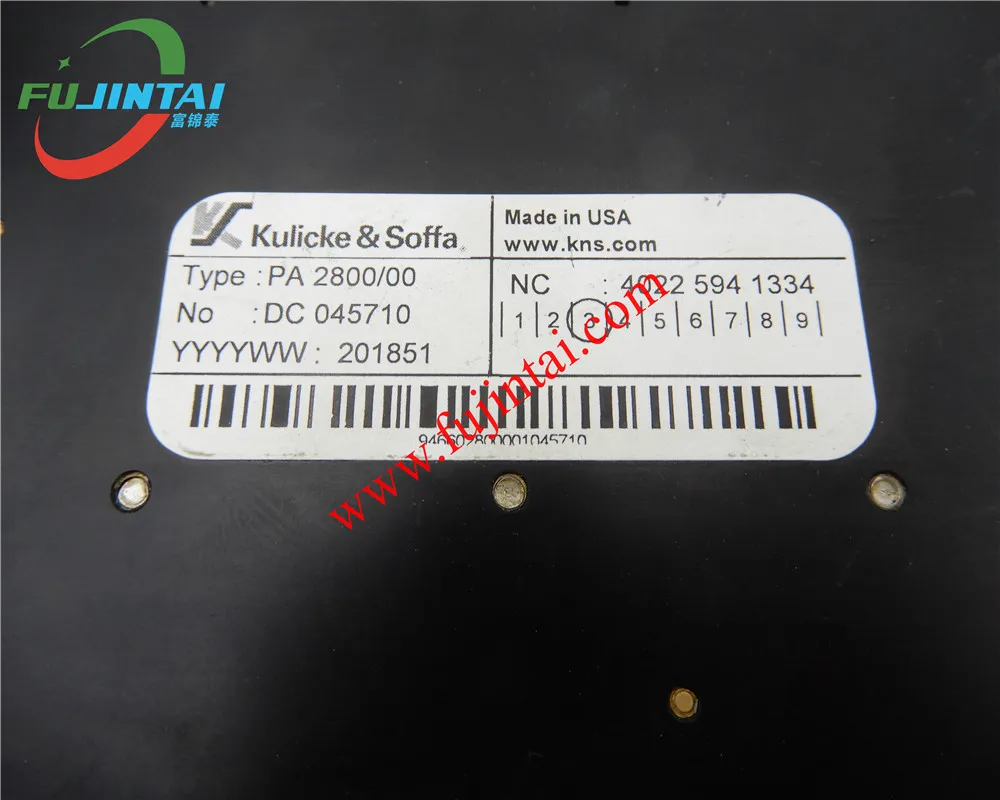 FUJINTAI
富锦泰
Kulicke & Soffa
Made in USA
www.kns.com
Type : PA 2800/00
No : DC 045710
YYYYWW : 201851
NC : 4022 594 1334
1 2 3 4 5 6 7 8 9
946602800001045710
www.fujintai.com